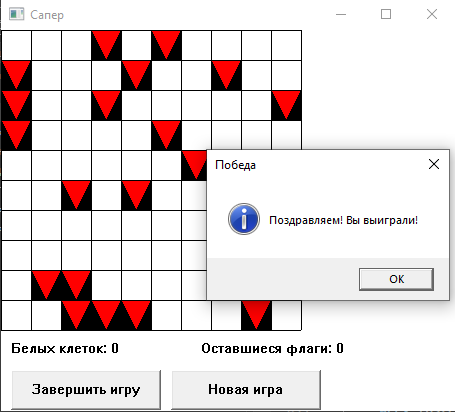 Сапер
Победа
Поздравляем! Вы выиграли!
OK
Белых клеток: 0
Оставшиеся флаги: 0
Завершить игру
Новая игра